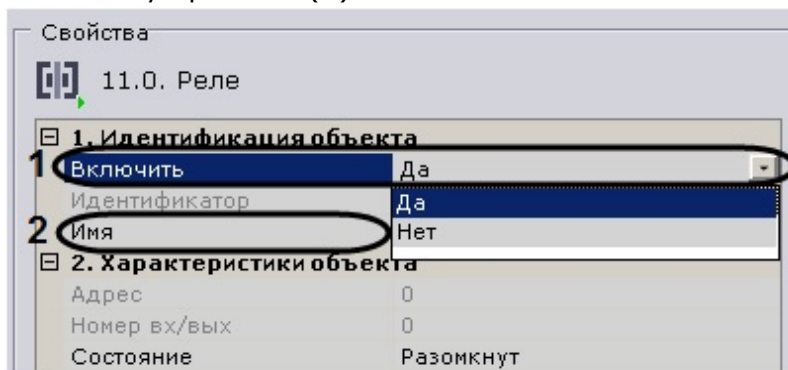 Свойства
11.0. Реле
1. Идентификация объекта
1 Включить Да
Идентификатор Да
2 Имя Нет
2. Характеристики объекта
Адрес 0
Номер вх/вых 0
Состояние Разомкнут